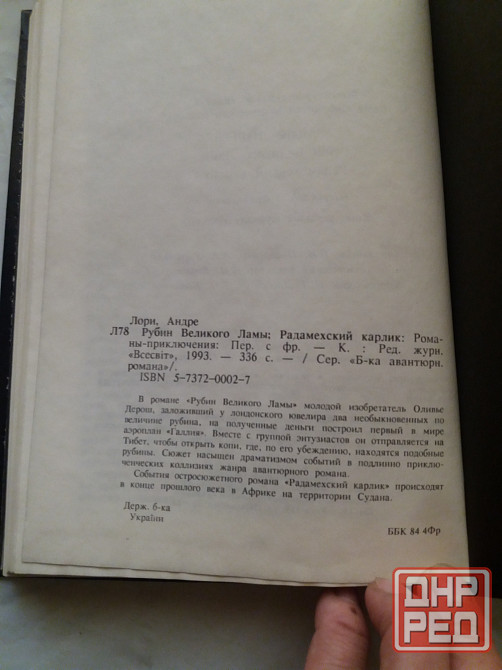 Лори, Андре
Л78 Рубин Великого Ламы; Радамехский карлик: Рома-
ны-приключения: Пер. с фр. — К. : Ред. журн.
«Всесвіт», 1993. — 336 с. — / Сер. «Б-ка авантюрн.
романа»/.
ISBN 5-7372-0002-7
В романе «Рубин Великого Ламы» молодой изобретатель Оливье
Дерош, заложивший у лондонского ювелира два необыкновенных по
величине рубина, на полученные деньги построил первый в мире
аэроплан «Галлия». Вместе с группой энтузиастов он отправляется на
Тибет, чтобы открыть копи, где, по его убеждению, находятся подобные
рубины. Сюжет насыщен драматизмом событий в подлинно приклю-
ченческих коллизиях жанра авантюрного романа.
События остросюжетного романа «Радамехский карлик» происходят
в конце прошлого века в Африке на территории Судана.
Держ. б-ка
України
ББК 84 4Фр
ДНР
РЕД